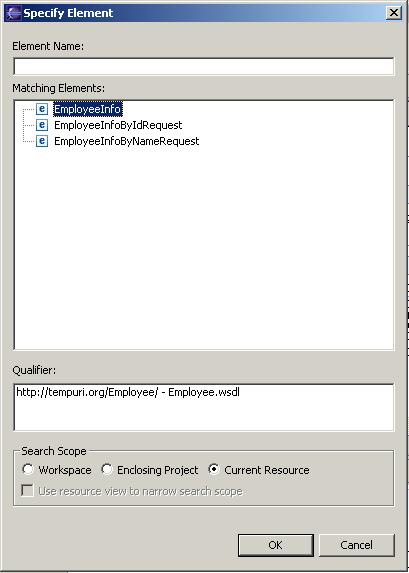 Specify Element
Element Name:
Matching Elements:
EmployeeInfo
EmployeeInfoByIdRequest
EmployeeInfoByNameRequest
Qualifier:
http://tempuri.org/Employee/ - Employee.wsdl
Search Scope
Workspace Enclosing Project Current Resource
Use resource view to narrow search scope
OK Cancel